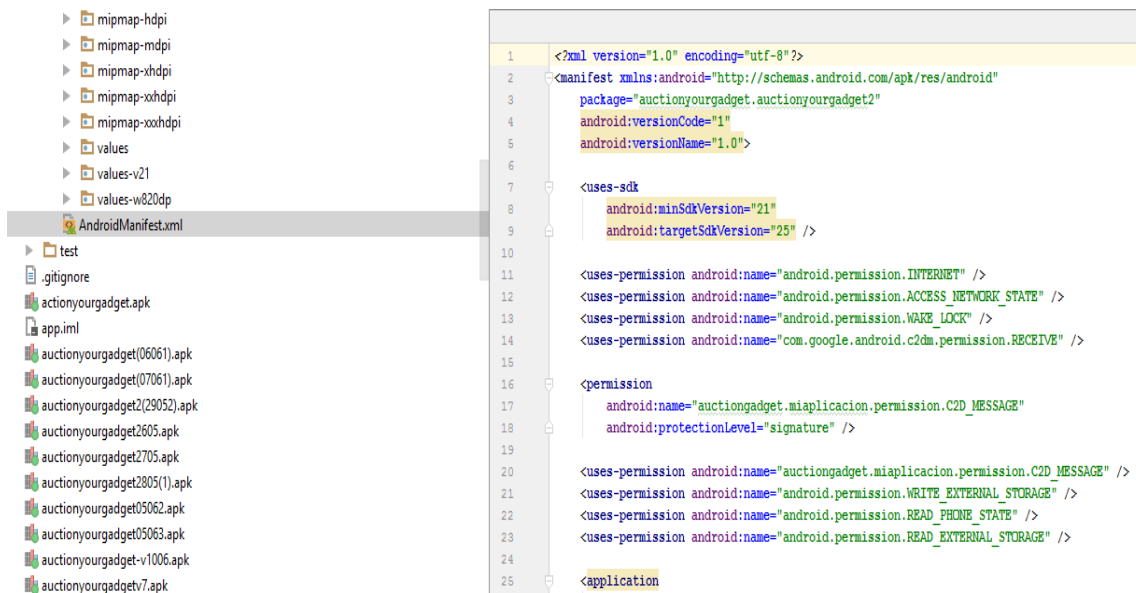 mipmap-hdpi
mipmap-mdpi
mipmap-xhdpi
mipmap-xxhdpi
mipmap-xxxhdpi
values
values-v21
values-w820dp
AndroidManifest.xml
test
.gitignore
actionyourgadget.apk
app.iml
auctionyourgadget(06061).apk
auctionyourgadget(07061).apk
auctionyourgadget2(29052).apk
auctionyourgadget2605.apk
auctionyourgadget2705.apk
auctionyourgadget2805(1).apk
auctionyourgadget05062.apk
auctionyourgadget05063.apk
auctionyourgadget-v1006.apk
auctionyourgadgetv7.apk
1 <?xml version="1.0" encoding="utf-8"?>
2 <manifest xmlns:android="http://schemas.android.com/apk/res/android"
3 package="auctionyourgadget.auctionyourgadget2"
4 android:versionCode="1"
5 android:versionName="1.0">
6
7 <uses-sdk
8 android:minSdkVersion="21"
9 android:targetSdkVersion="25" />
10
11 <uses-permission android:name="android.permission.INTERNET" />
12 <uses-permission android:name="android.permission.ACCESS_NETWORK_STATE" />
13 <uses-permission android:name="android.permission.WAKE_LOCK" />
14 <uses-permission android:name="com.google.android.c2dm.permission.RECEIVE" />
15
16 <permission
17 android:name="auctiongadget.miaplicacion.permission.C2D_MESSAGE"
18 android:protectionLevel="signature" />
19
20 <uses-permission android:name="auctiongadget.miaplicacion.permission.C2D_MESSAGE" />
21 <uses-permission android:name="android.permission.WRITE_EXTERNAL_STORAGE" />
22 <uses-permission android:name="android.permission.READ_PHONE_STATE" />
23 <uses-permission android:name="android.permission.READ_EXTERNAL_STORAGE" />
24
25 <application